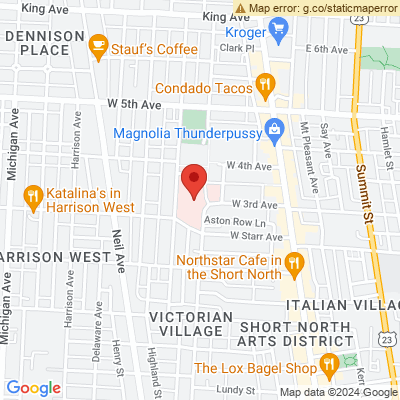 King Ave
King Ave
Map error: g.co/staticmaperror
DENNISON
PLACE
Stauf's Coffee
Kroger
Clark Pl
E 6th Ave
23
Condado Tacos
W 5th Ave
Magnolia Thunderpussy
Mt Pleasant Ave
Say Ave
Hamlet St
Michigan Ave
Harrison Ave
W 4th Ave
Summit St
Katalina's in
Harrison West
W 3rd Ave
Aston Row Ln
W Starr Ave
Neil Ave
ARRISON WEST
Northstar Cafe in
the Short North
Harrison Ave
Michigan Ave
ITALIAN VILLAG
VICTORIAN
VILLAGE
SHORT NORTH
ARTS DISTRICT
23
Delaware Ave
Henry St
Highland St
The Lox Bagel Shop
Kerr
Google
Lundy St
Map data ©2024 Google